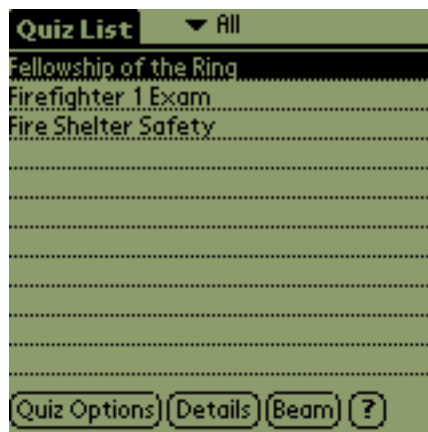 Quiz List All
Fellowship of the Ring
Firefighter 1 Exam
Fire Shelter Safety
Quiz Options Details Beam ?